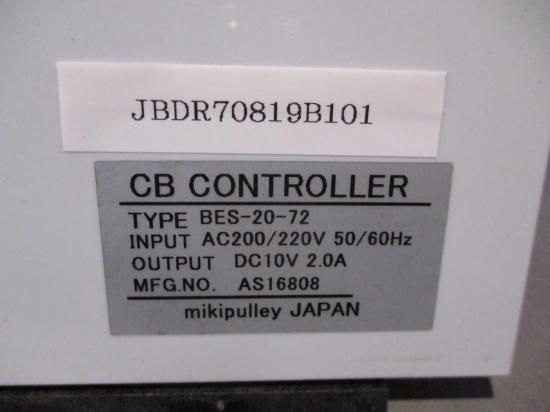 JBDR70819B101
CB CONTROLLER
TYPE BES-20-72
INPUT AC200/220V 50/60Hz
OUTPUT DC10V 2.0A
MFG.NO. AS16808
mikipulley JAPAN